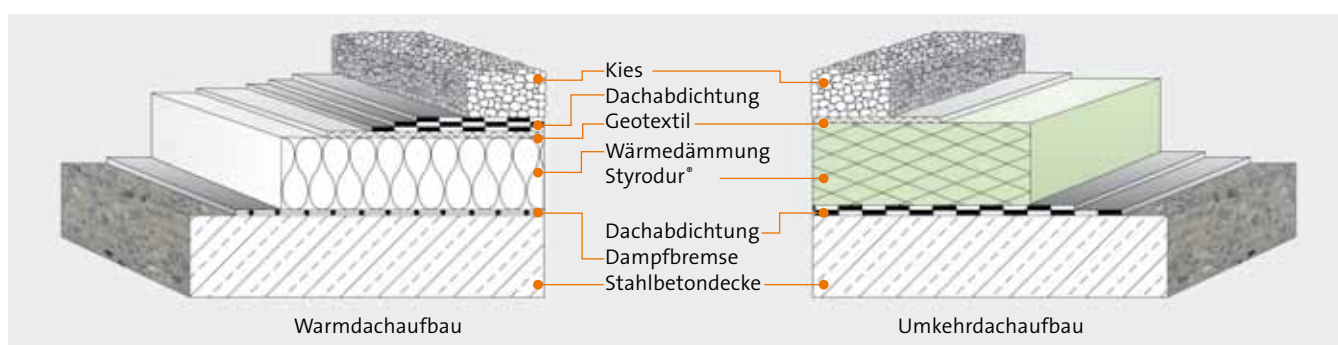 Kies
Dachabdichtung
Geotextil
Wärmedämmung
Styrodur®
Dachabdichtung
Dampfbremse
Stahlbetondecke
Warmdachaufbau
Umkehrdachaufbau